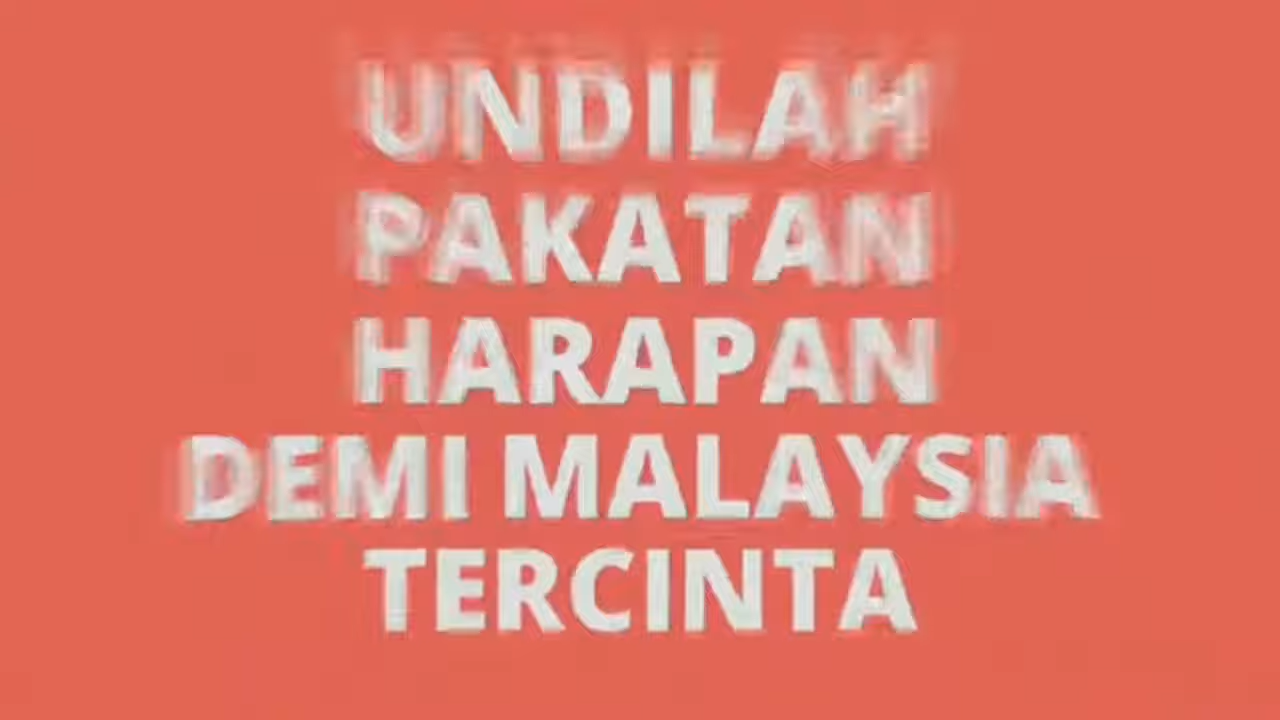 UNDILAH
PAKATAN
HARAPAN
DEMI MALAYSIA
TERCINTA